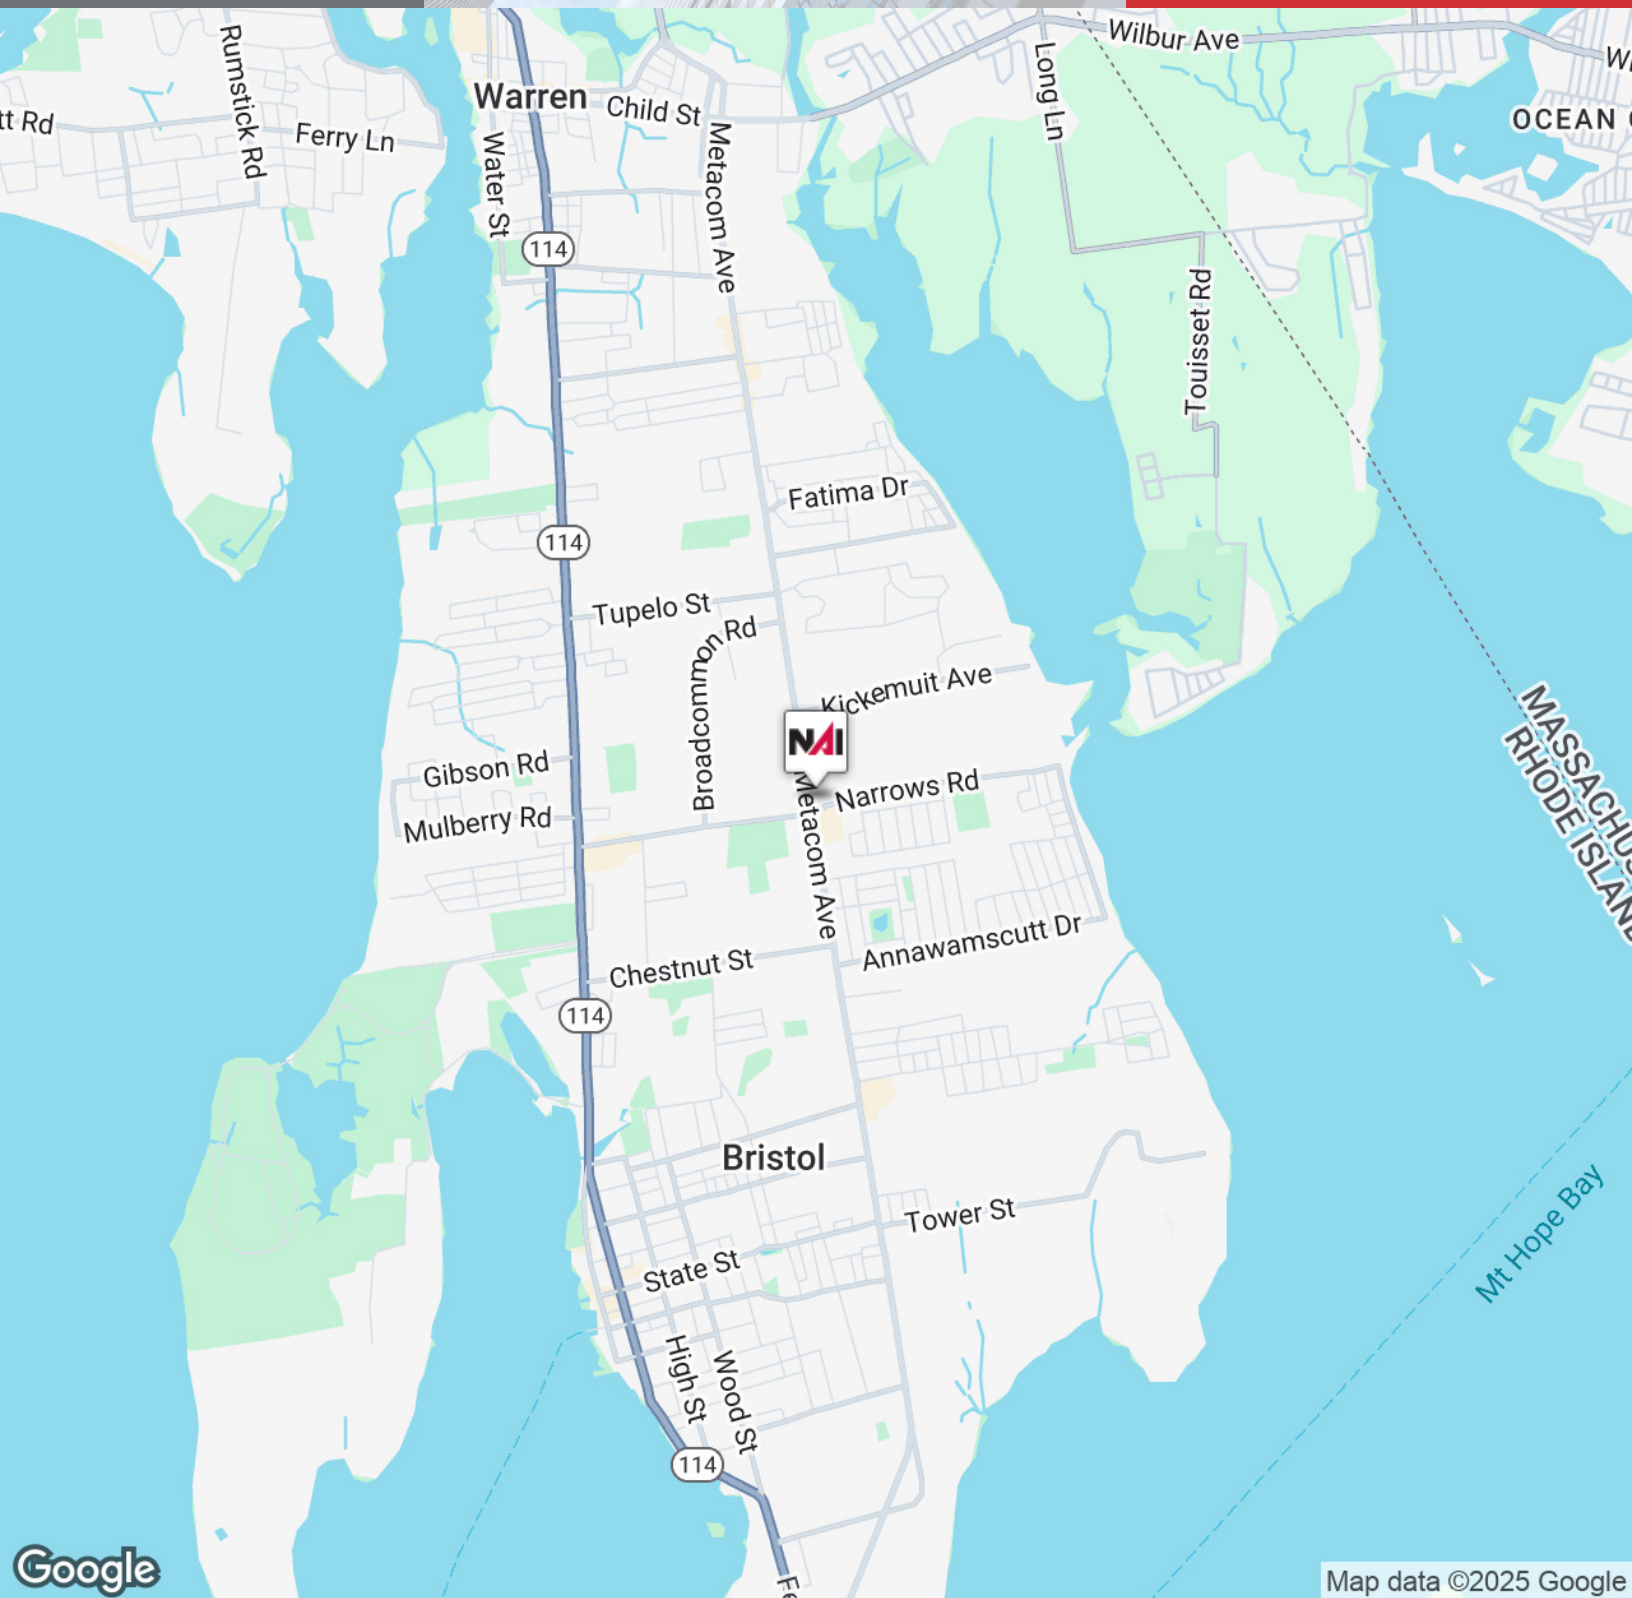 Wilbur Ave
Rumstick Rd
Warren
Child St
Long Ln
tt Rd
Ferry Ln
OCEAN
Water St
Metacom Ave
114
Touisset Rd
Fatima Dr
114
Tupelo St
Broadcommon Rd
Kickemuit Ave
NAI
MASSACHUS
RHODE ISLAND
Gibson Rd
Narrows Rd
Mulberry Rd
Metacom Ave
Annawamscutt Dr
Chestnut St
114
Bristol
Tower St
Mt Hope Bay
State St
High St
Wood St
114
Fe
Google
Map data ©2025 Google